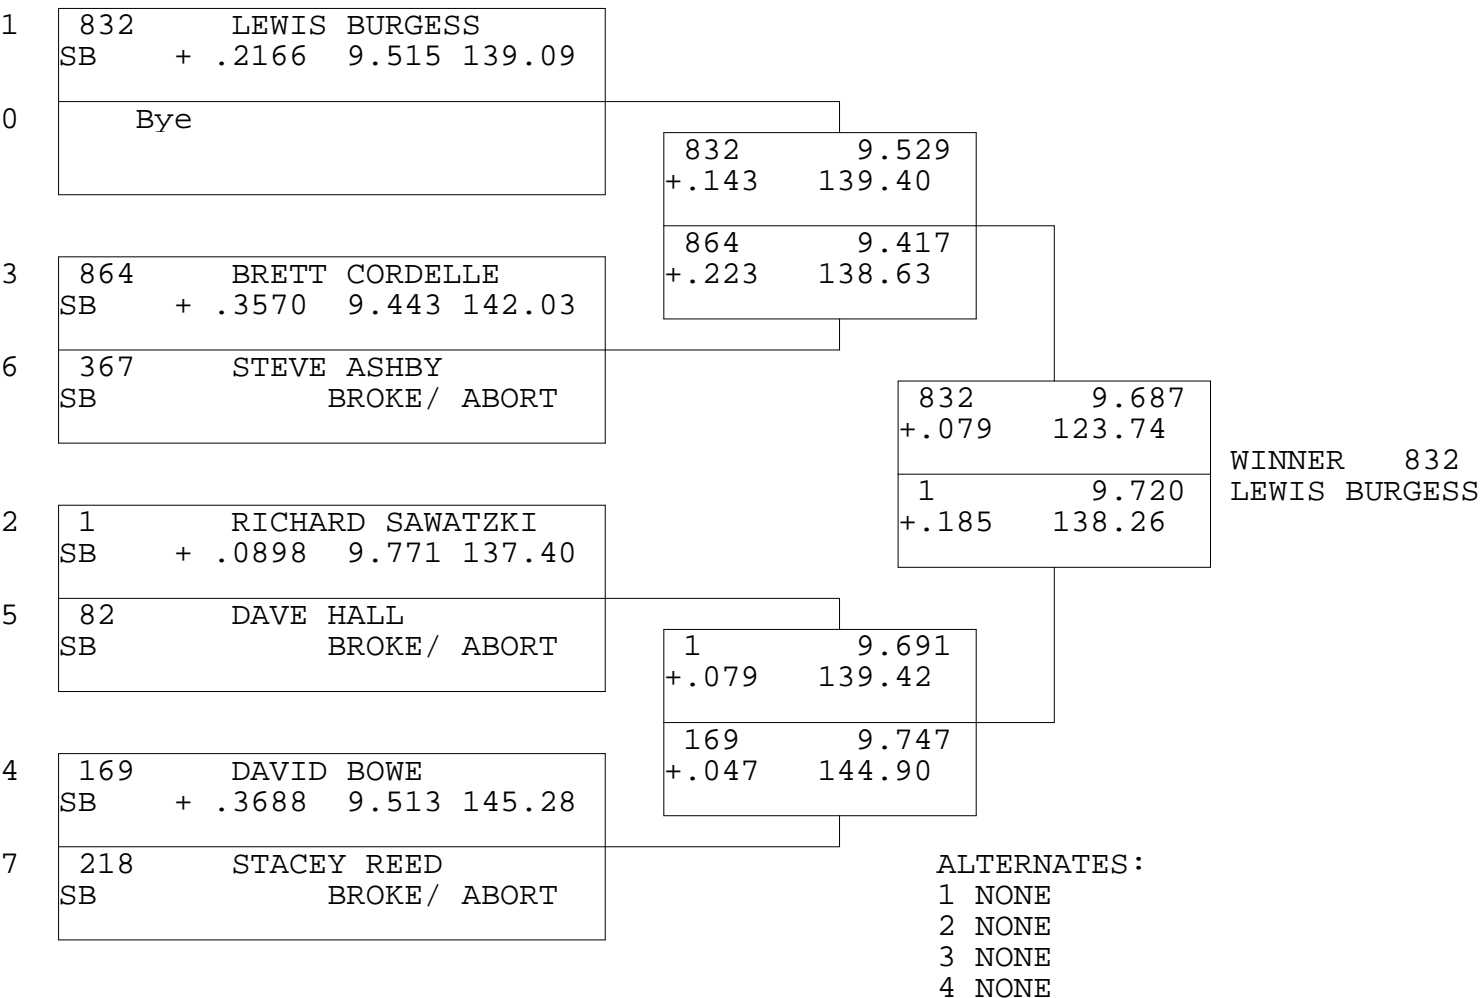 1 832 LEWIS BURGESS
SB + .2166 9.515 139.09
0 Bye
3 864 BRETT CORDELLE
SB + .3570 9.443 142.03
6 367 STEVE ASHBY
SB BROKE/ ABORT
2 1 RICHARD SAWATZKI
SB + .0898 9.771 137.40
5 82 DAVE HALL
SB BROKE/ ABORT
4 169 DAVID BOWE
SB + .3688 9.513 145.28
7 218 STACEY REED
SB BROKE/ ABORT
832 9.529
+.143 139.40
864 9.417
+.223 138.63
1 9.691
+.079 139.42
169 9.747
+.047 144.90
832 9.687
+.079 123.74
1 9.720
+.185 138.26
WINNER 832
LEWIS BURGESS
ALTERNATES:
1 NONE
2 NONE
3 NONE
4 NONE